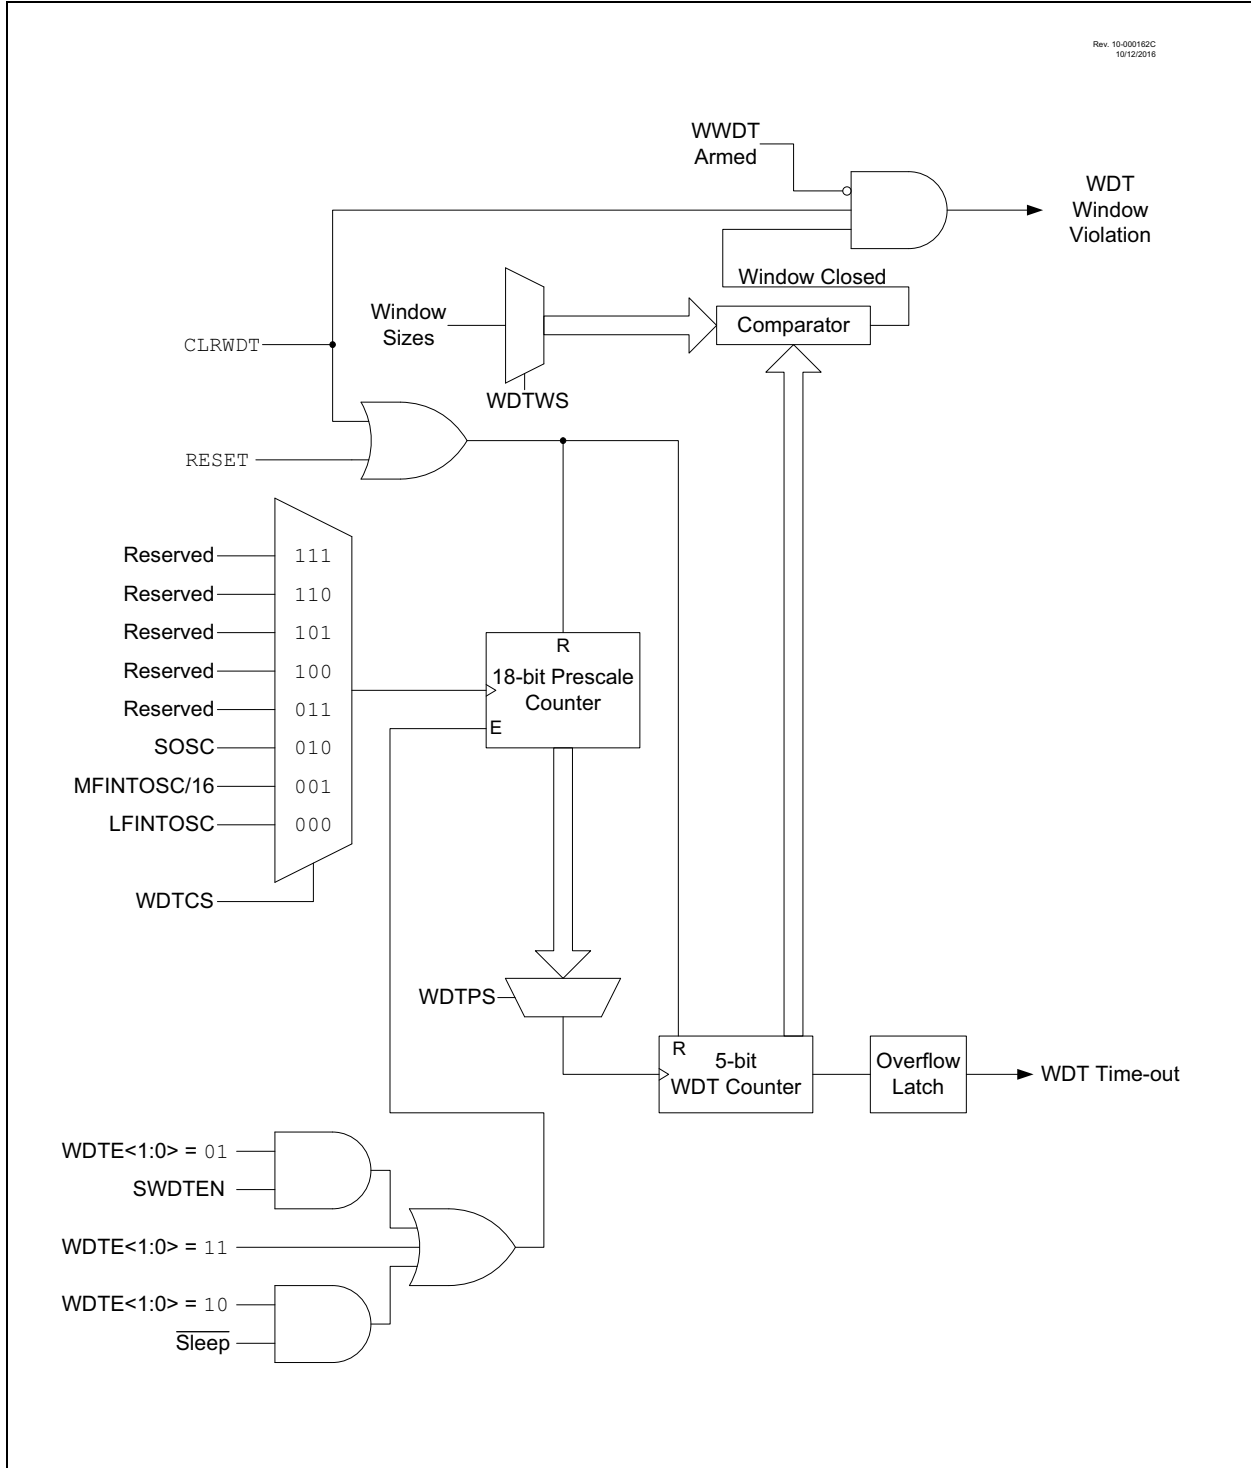 Rev. 10-000162C
10/12/2016
WWDT
Armed
WDT
Window
Violation
Window Closed
Window
Sizes
Comparator
CLRWDT
WDTWS
RESET
Reserved 111
Reserved 110
Reserved 101
Reserved 100
Reserved 011
SOSC 010
MFINTOSC/16 001
LFINTOSC 000
WDTCS
R
18-bit Prescale
Counter
E
WDTPS
R
5-bit
WDT Counter
Overflow
Latch
WDT Time-out
WDTE<1:0> = 01
SWDTEN
WDTE<1:0> = 11
WDTE<1:0> = 10
Sleep